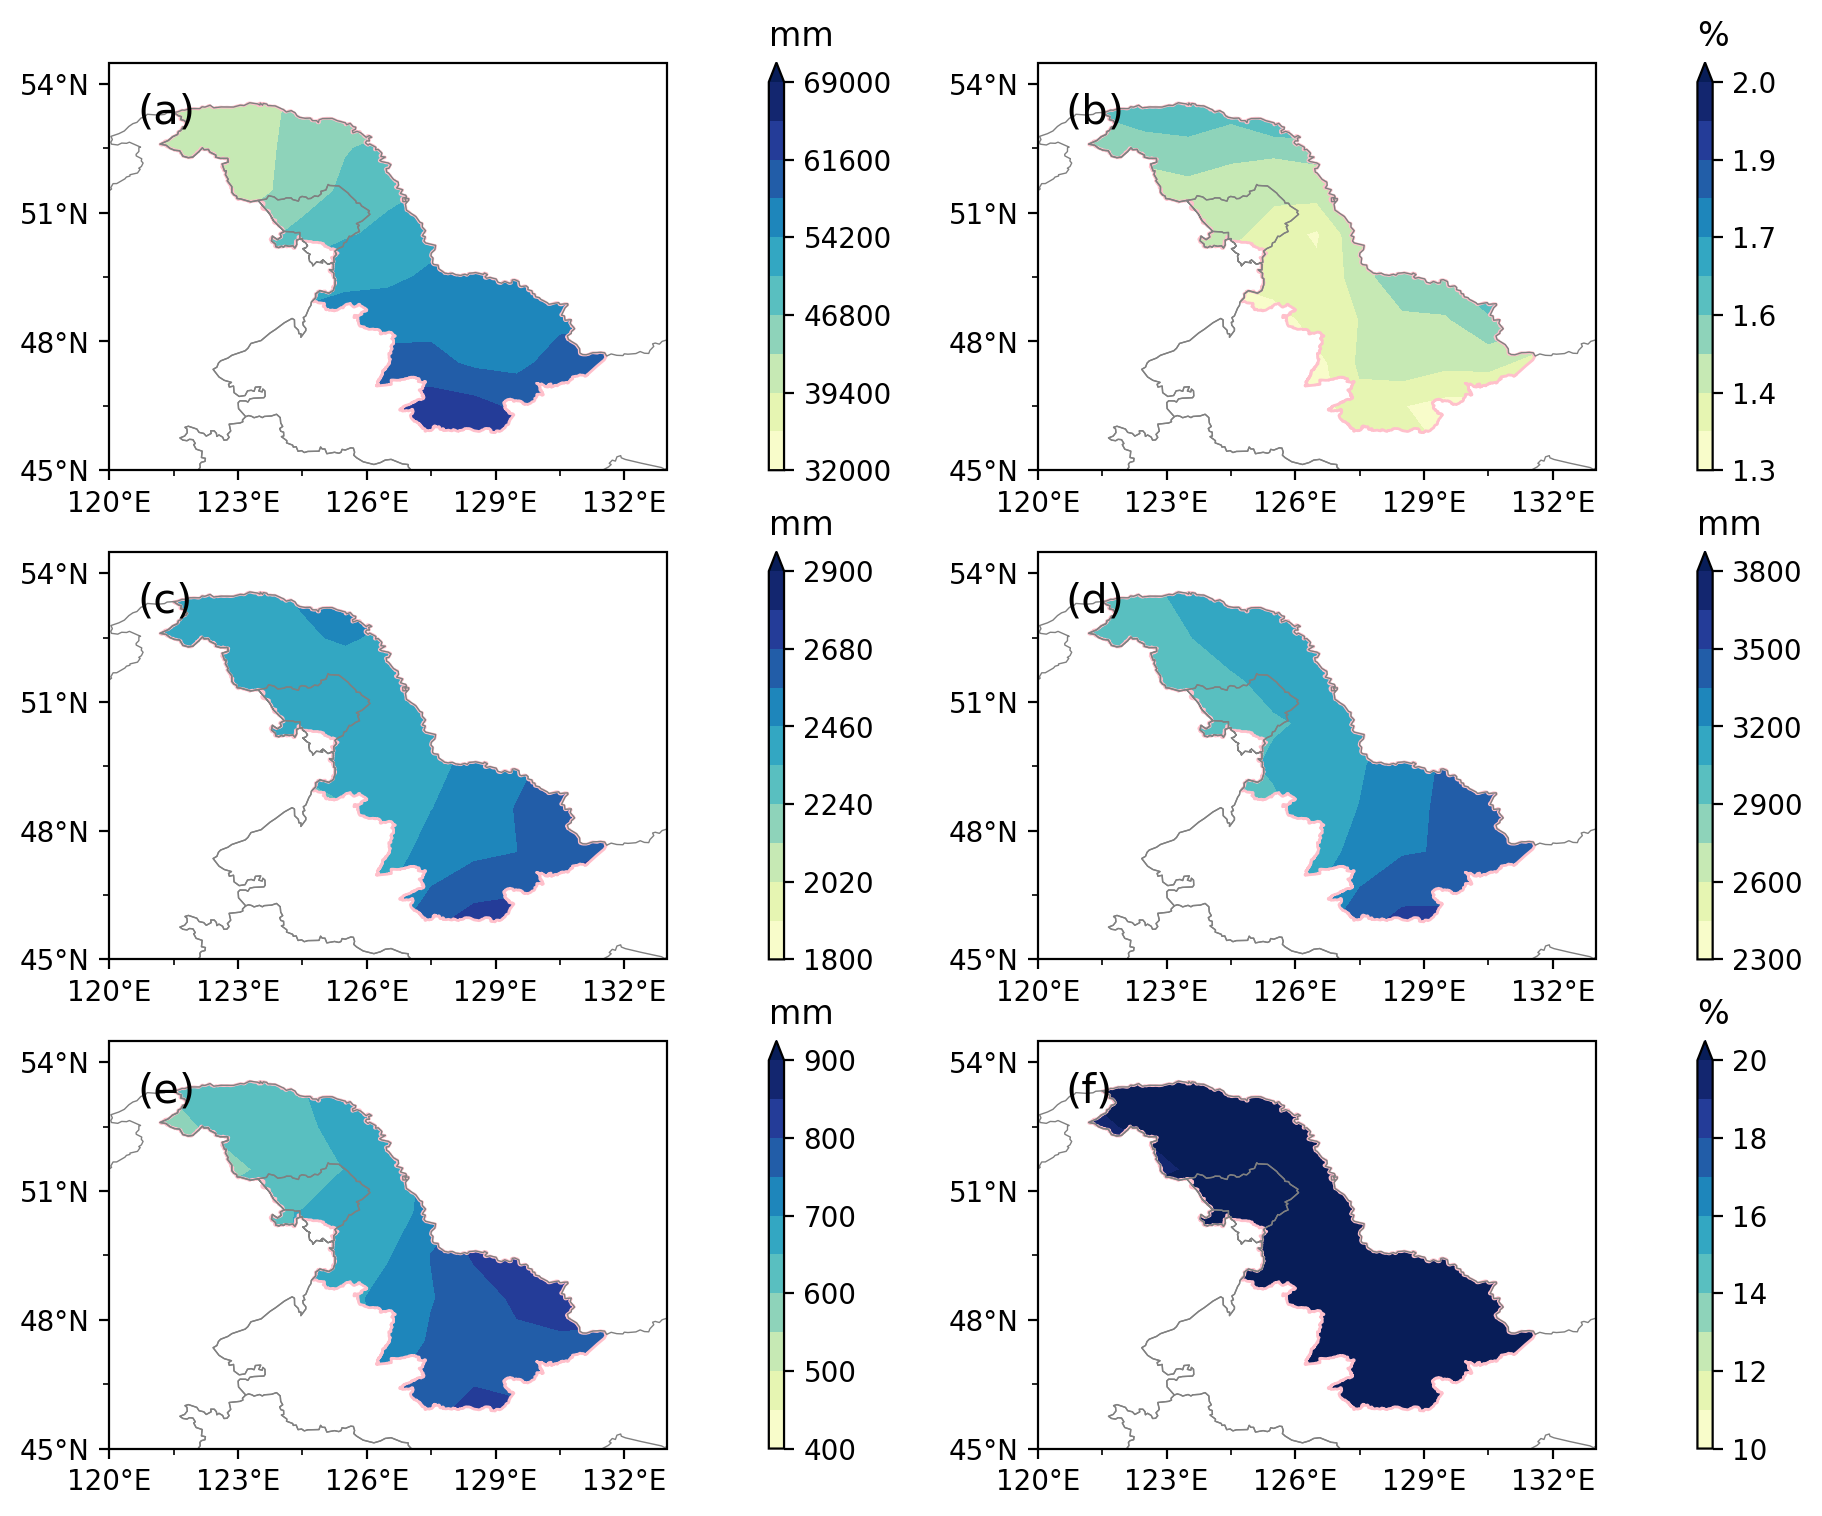 mm
%
54°N
51°N
48°N
45°N
120°E 123°E 126°E 129°E 132°E
(a)
69000
61600
54200
46800
39400
32000
54°N
51°N
48°N
45°N
120°E 123°E 126°E 129°E 132°E
(b)
2.0
1.9
1.7
1.6
1.4
1.3
mm
mm
54°N
51°N
48°N
45°N
120°E 123°E 126°E 129°E 132°E
(c)
2900
2680
2460
2240
2020
1800
54°N
51°N
48°N
45°N
120°E 123°E 126°E 129°E 132°E
(d)
3800
3500
3200
2900
2600
2300
mm
%
54°N
51°N
48°N
45°N
120°E 123°E 126°E 129°E 132°E
(e)
900
800
700
600
500
400
54°N
51°N
48°N
45°N
120°E 123°E 126°E 129°E 132°E
(f)
20
18
16
14
12
10